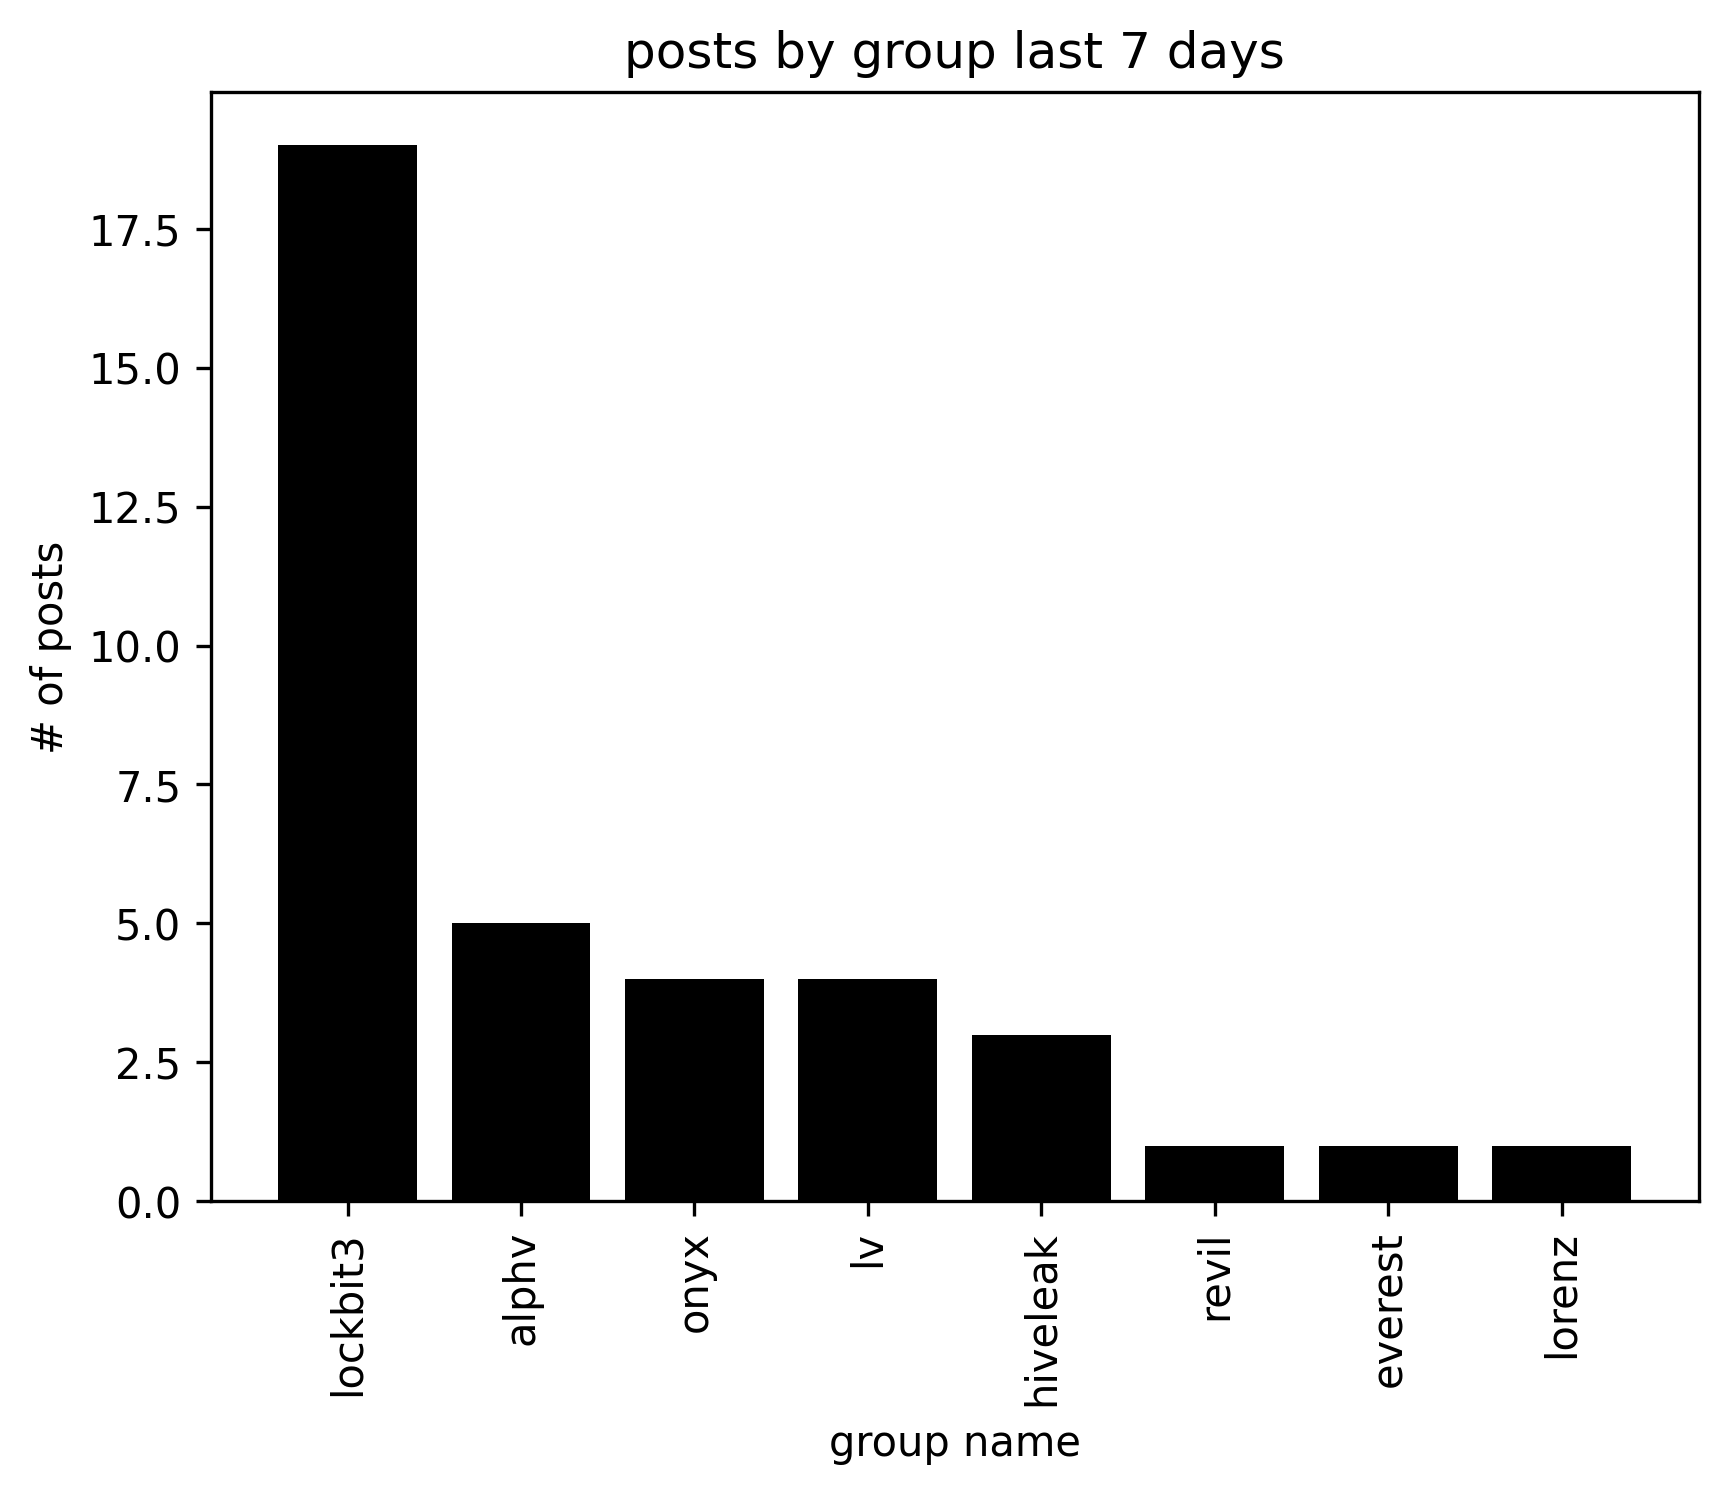 posts by group last 7 days
# of posts
17.5
15.0
12.5
10.0
7.5
5.0
2.5
0.0
lockbit3
alphv
onyx
lv
hiveleak
revil
everest
lorenz
group name